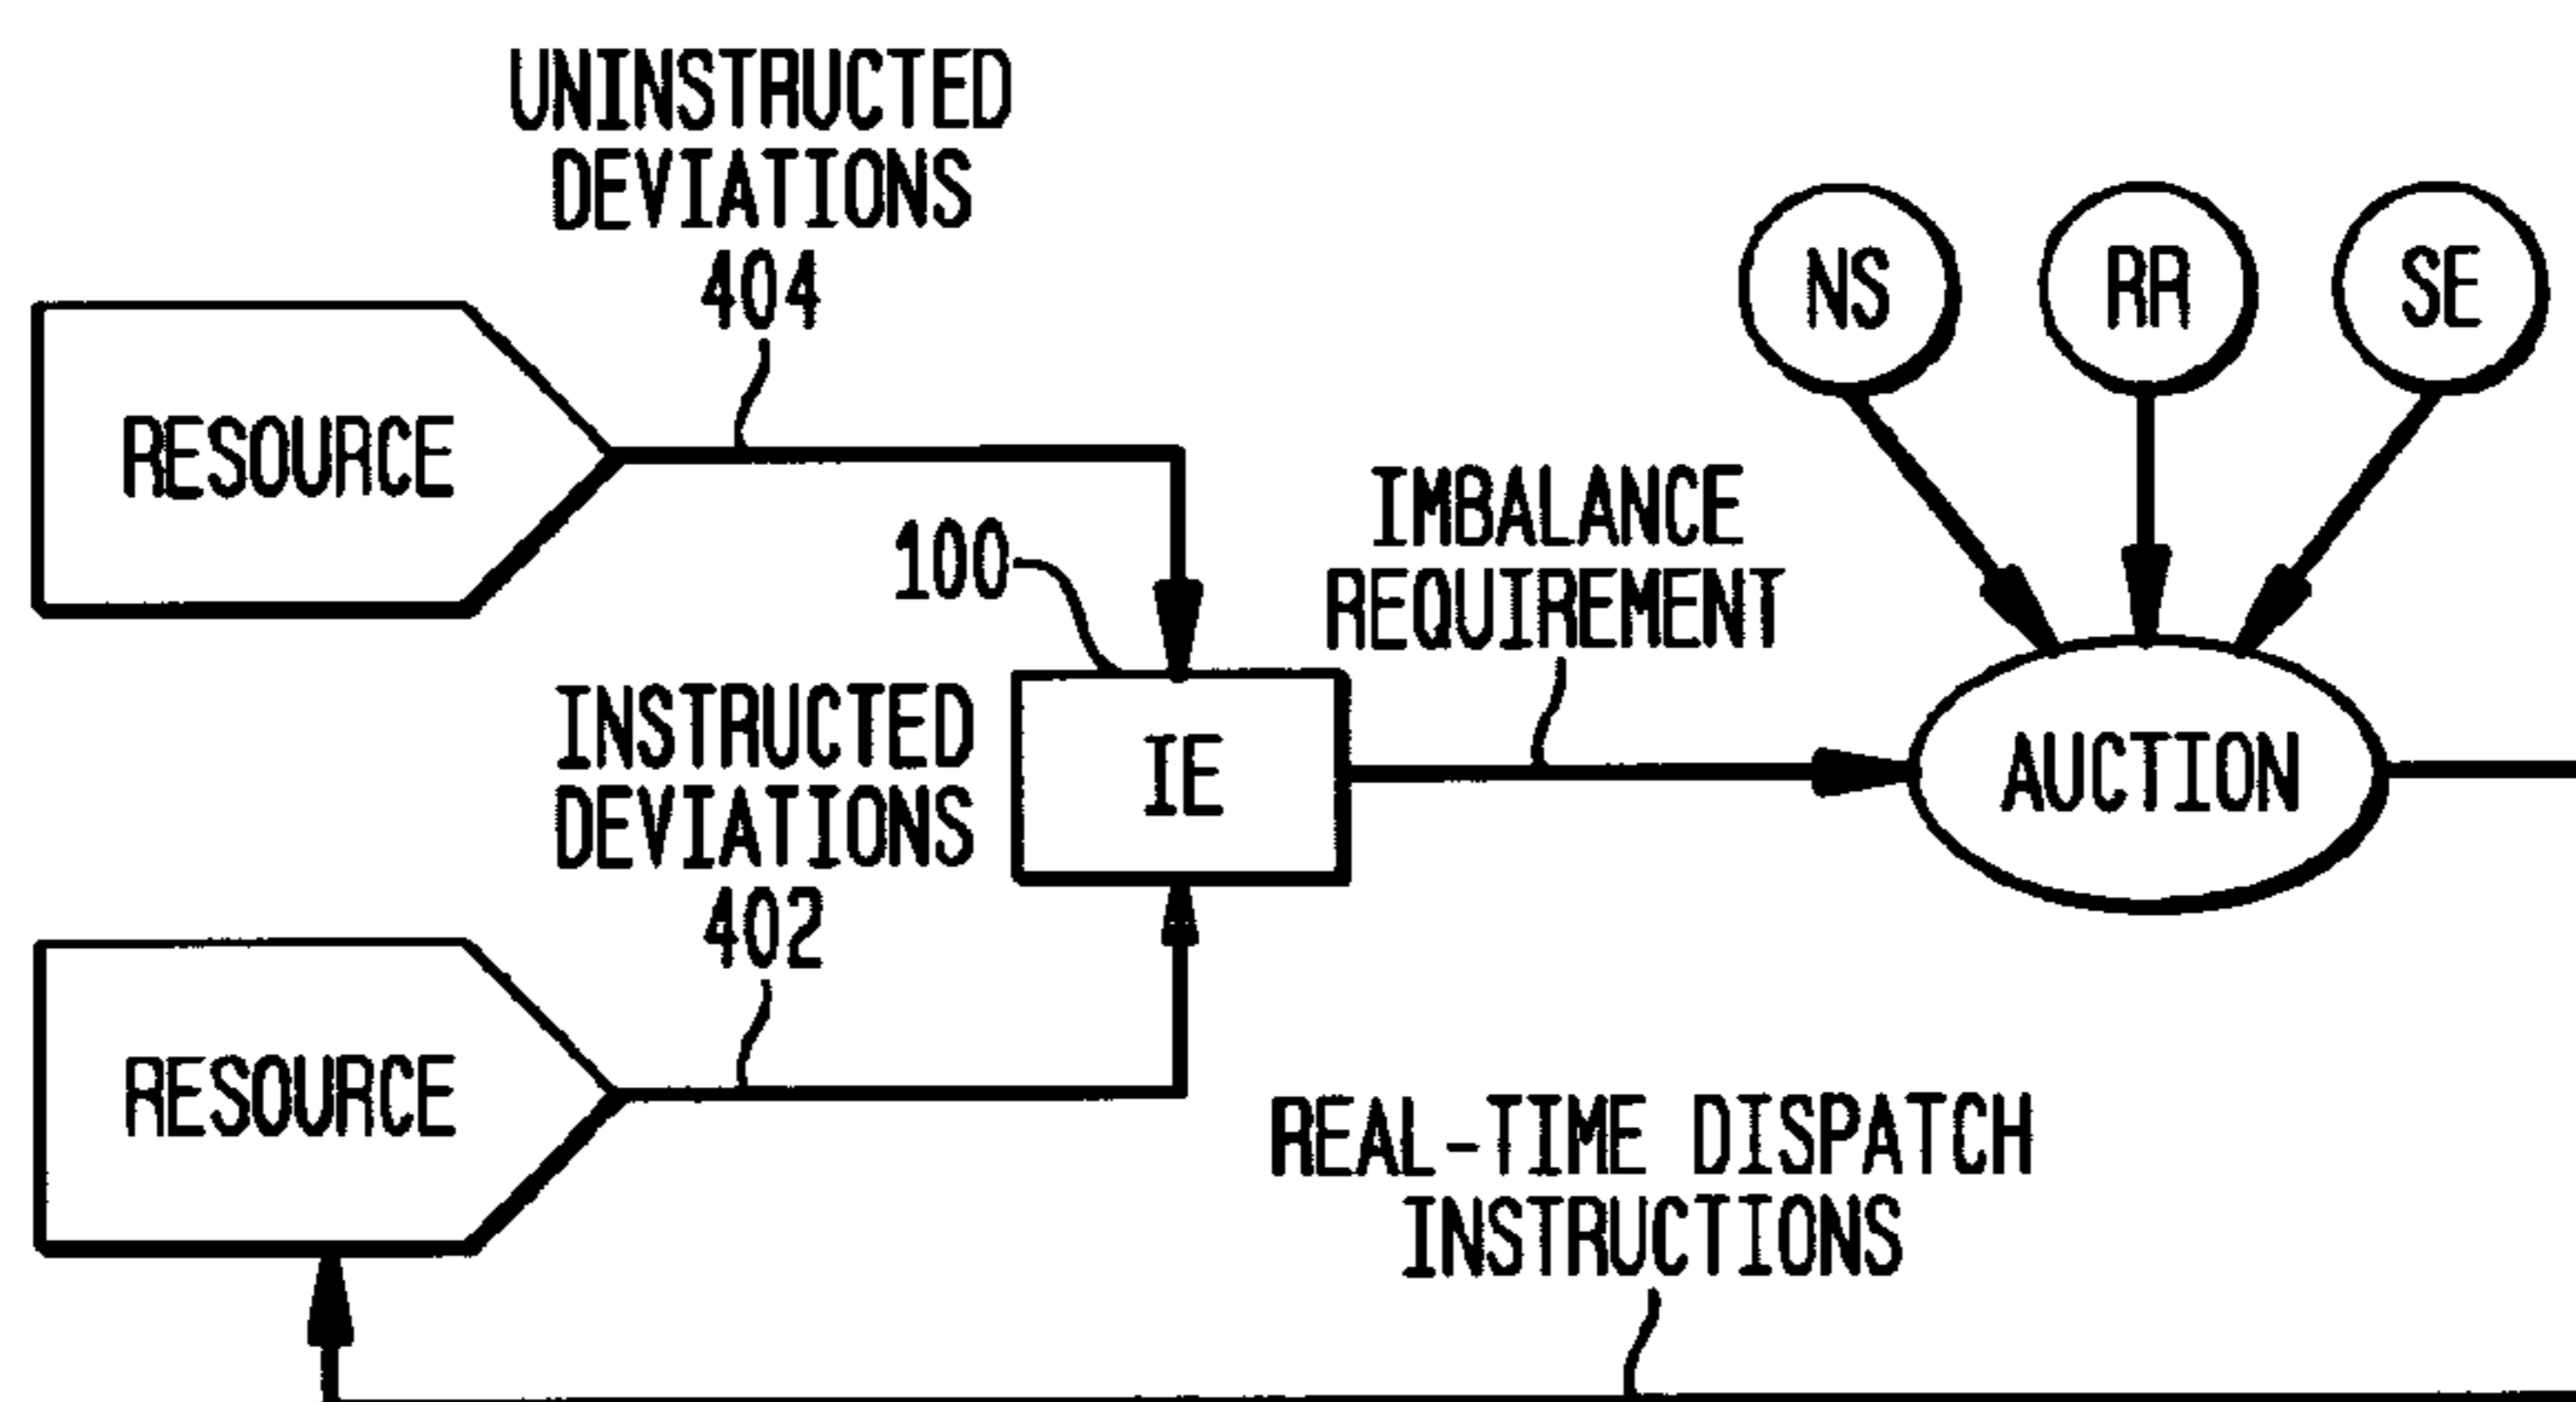 UNINSTRUCTED
DEVIATIONS
404
NS
RR
SE
RESOURCE
100
IMBALANCE
REQUIREMENT
INSTRUCTED
DEVIATIONS
402
IE
AUCTION
RESOURCE
REAL-TIME DISPATCH
INSTRUCTIONS